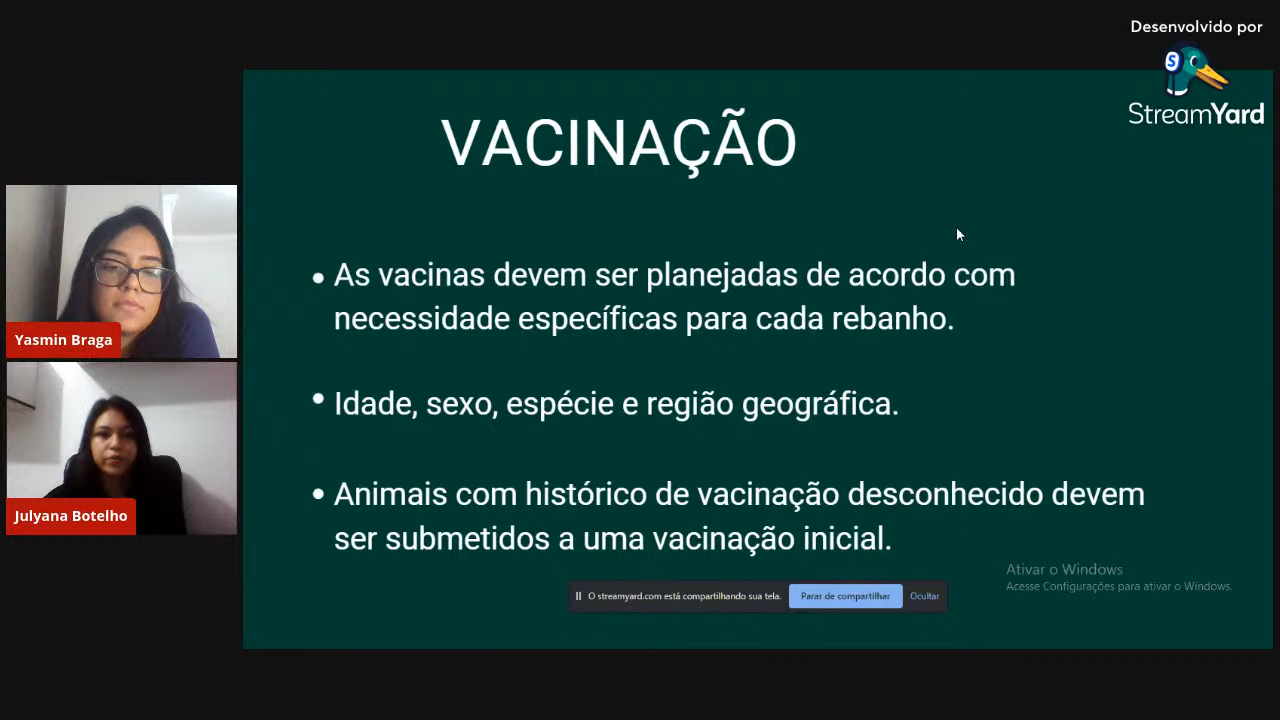 Desenvolvido por
StreamYard
VACINAÇÃO
• As vacinas devem ser planejadas de acordo com
necessidade específicas para cada rebanho.
• Idade, sexo, espécie e região geográfica.
• Animais com histórico de vacinação desconhecido devem
ser submetidos a uma vacinação inicial.
Yasmin Braga
Julyana Botelho
Ativar o Windows
Acesse Configurações para ativar o Windows.
O streamyard.com está compartilhando sua tela. Parar de compartilhar Ocultar